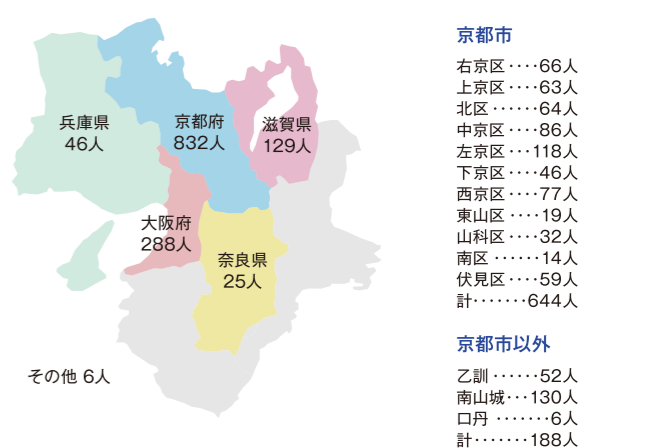 兵庫県
46人
京都府
832人
滋賀県
129人
大阪府
288人
奈良県
25人
その他 6人
京都市
右京区････66人
上京区････63人
北区･･････64人
中京区････86人
左京区･･･118人
下京区････46人
西京区････77人
東山区････19人
山科区････32人
南区･･････14人
伏見区････59人
計･･･････644人
京都市以外
乙訓･･････52人
南山城･･･130人
口丹･･･････6人
計･･･････188人